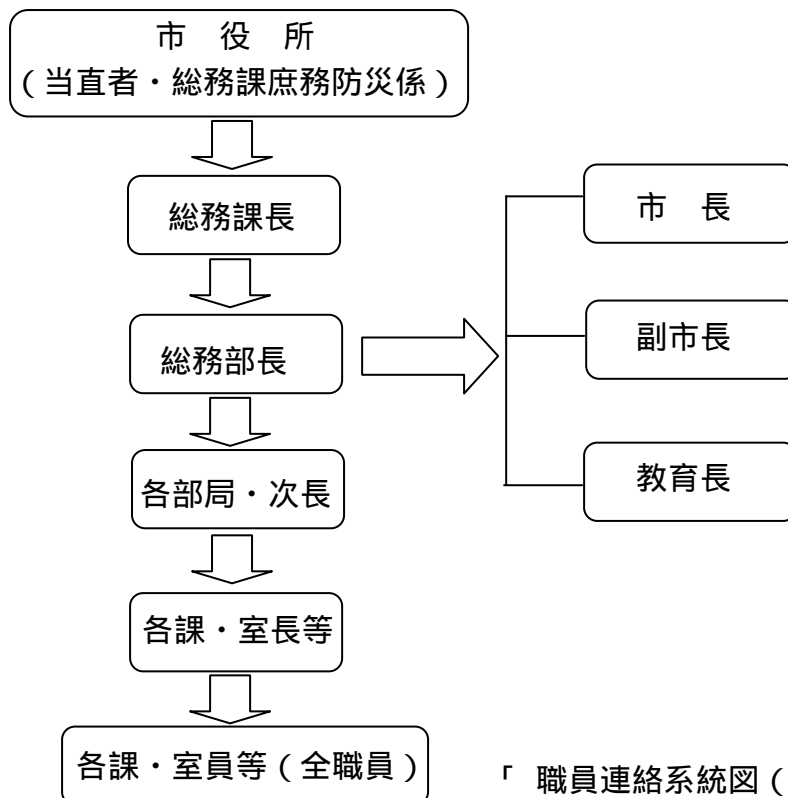 市　役　所
（当直者・総務課庶務防災係）
総務課長
総務部長
各部局・次長
各課・室長等
各課・室員等（全職員）
市　長
副市長
教育長
「 職員連絡系統図（